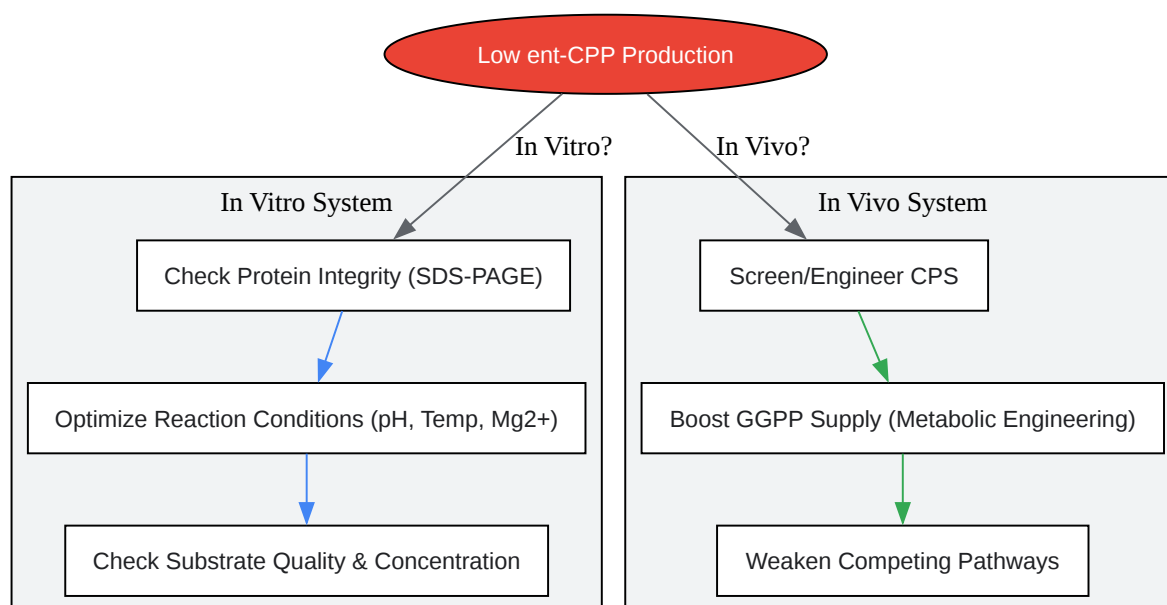 Low ent-CPP Production
In Vitro?
In Vivo?
In Vitro System
In Vivo System
Check Protein Integrity (SDS-PAGE)
Screen/Engineer CPS
Optimize Reaction Conditions (pH, Temp, Mg2+)
Boost GGPP Supply (Metabolic Engineering)
Check Substrate Quality & Concentration
Weaken Competing Pathways